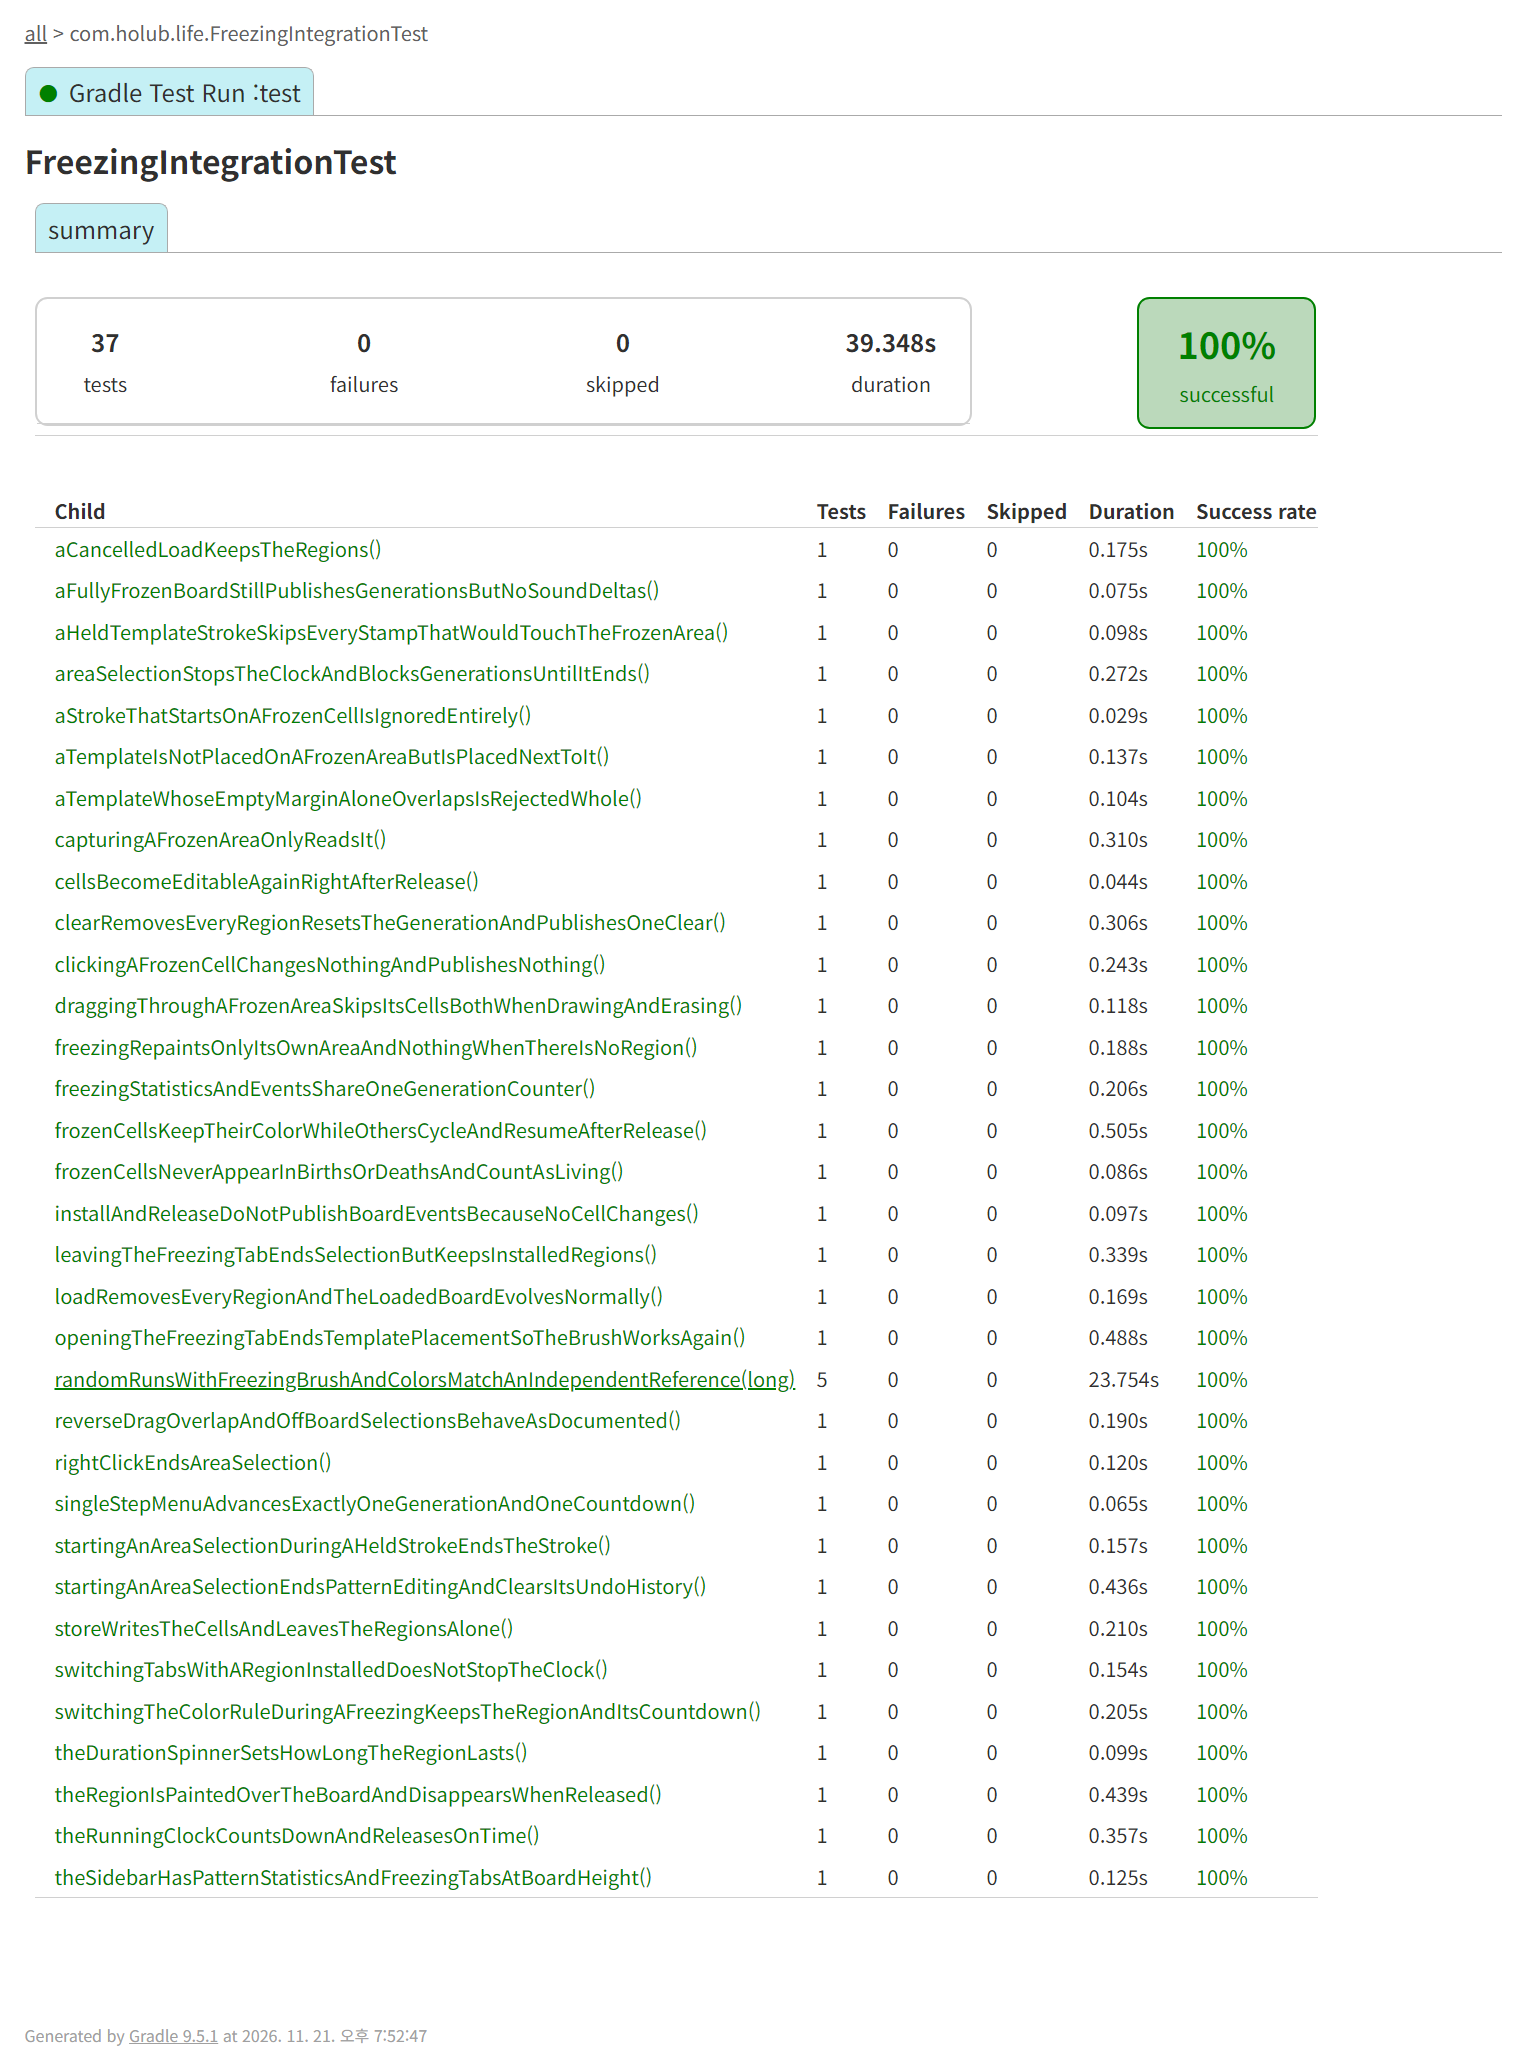 all > com.holub.life.FreezingIntegrationTest
Gradle Test Run :test
FreezingIntegrationTest
summary
37 0 0 39.348s 100%
tests failures skipped duration successful
Child Tests Failures Skipped Duration Success rate
aCancelledLoadKeepsTheRegions() 1 0 0 0.175s 100%
aFullyFrozenBoardStillPublishesGenerationsButNoSoundDeltas() 1 0 0 0.075s 100%
aHeldTemplateStrokeSkipsEveryStampThatWouldTouchTheFrozenArea() 1 0 0 0.098s 100%
areaSelectionStopsTheClockAndBlocksGenerationsUntilItEnds() 1 0 0 0.272s 100%
aStrokeThatStartsOnAFrozenCellIsIgnoredEntirely() 1 0 0 0.029s 100%
aTemplateIsNotPlacedOnAFrozenAreaButIsPlacedNextToIt() 1 0 0 0.137s 100%
aTemplateWhoseEmptyMarginAloneOverlapsIsRejectedWhole() 1 0 0 0.104s 100%
capturingAFrozenAreaOnlyReadsIt() 1 0 0 0.310s 100%
cellsBecomeEditableAgainRightAfterRelease() 1 0 0 0.044s 100%
clearRemovesEveryRegionResetsTheGenerationAndPublishesOneClear() 1 0 0 0.306s 100%
clickingAFrozenCellChangesNothingAndPublishesNothing() 1 0 0 0.243s 100%
draggingThroughAFrozenAreaSkipsItsCellsBothWhenDrawingAndErasing() 1 0 0 0.118s 100%
freezingRepaintsOnlyItsOwnAreaAndNothingWhenThereIsNoRegion() 1 0 0 0.188s 100%
freezingStatisticsAndEventsShareOneGenerationCounter() 1 0 0 0.206s 100%
frozenCellsKeepTheirColorWhileOthersCycleAndResumeAfterRelease() 1 0 0 0.505s 100%
frozenCellsNeverAppearInBirthsOrDeathsAndCountAsLiving() 1 0 0 0.086s 100%
installAndReleaseDoNotPublishBoardEventsBecauseNoCellChanges() 1 0 0 0.097s 100%
leavingTheFreezingTabEndsSelectionButKeepsInstalledRegions() 1 0 0 0.339s 100%
loadRemovesEveryRegionAndTheLoadedBoardEvolvesNormally() 1 0 0 0.169s 100%
openingTheFreezingTabEndsTemplatePlacementSoTheBrushWorksAgain() 1 0 0 0.488s 100%
randomRunsWithFreezingBrushAndColorsMatchAnIndependentReference(long) 5 0 0 23.754s 100%
reverseDragOverlapAndOffBoardSelectionsBehaveAsDocumented() 1 0 0 0.190s 100%
rightClickEndsAreaSelection() 1 0 0 0.120s 100%
singleStepMenuAdvancesExactlyOneGenerationAndOneCountdown() 1 0 0 0.065s 100%
startingAnAreaSelectionDuringAHeldStrokeEndsTheStroke() 1 0 0 0.157s 100%
startingAnAreaSelectionEndsPatternEditingAndClearsItsUndoHistory() 1 0 0 0.436s 100%
storeWritesTheCellsAndLeavesTheRegionsAlone() 1 0 0 0.210s 100%
switchingTabsWithARegionInstalledDoesNotStopTheClock() 1 0 0 0.154s 100%
switchingTheColorRuleDuringAFreezingKeepsTheRegionAndItsCountdown() 1 0 0 0.205s 100%
theDurationSpinnerSetsHowLongTheRegionLasts() 1 0 0 0.099s 100%
theRegionIsPaintedOverTheBoardAndDisappearsWhenReleased() 1 0 0 0.439s 100%
theRunningClockCountsDownAndReleasesOnTime() 1 0 0 0.357s 100%
theSidebarHasPatternStatisticsAndFreezingTabsAtBoardHeight() 1 0 0 0.125s 100%
Generated by Gradle 9.5.1 at 2026. 11. 21. 오후 7:52:47